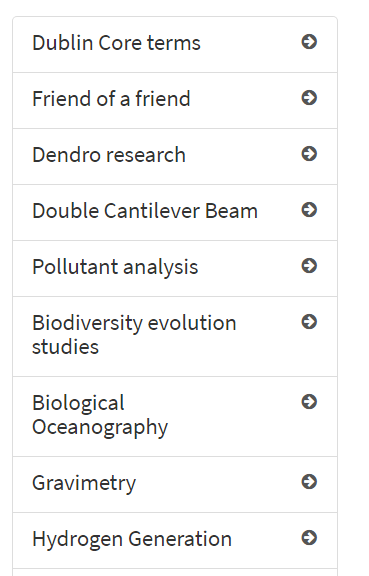 Dublin Core terms
Friend of a friend
Dendro research
Double Cantilever Beam
Pollutant analysis
Biodiversity evolution
studies
Biological
Oceanography
Gravimetry
Hydrogen Generation